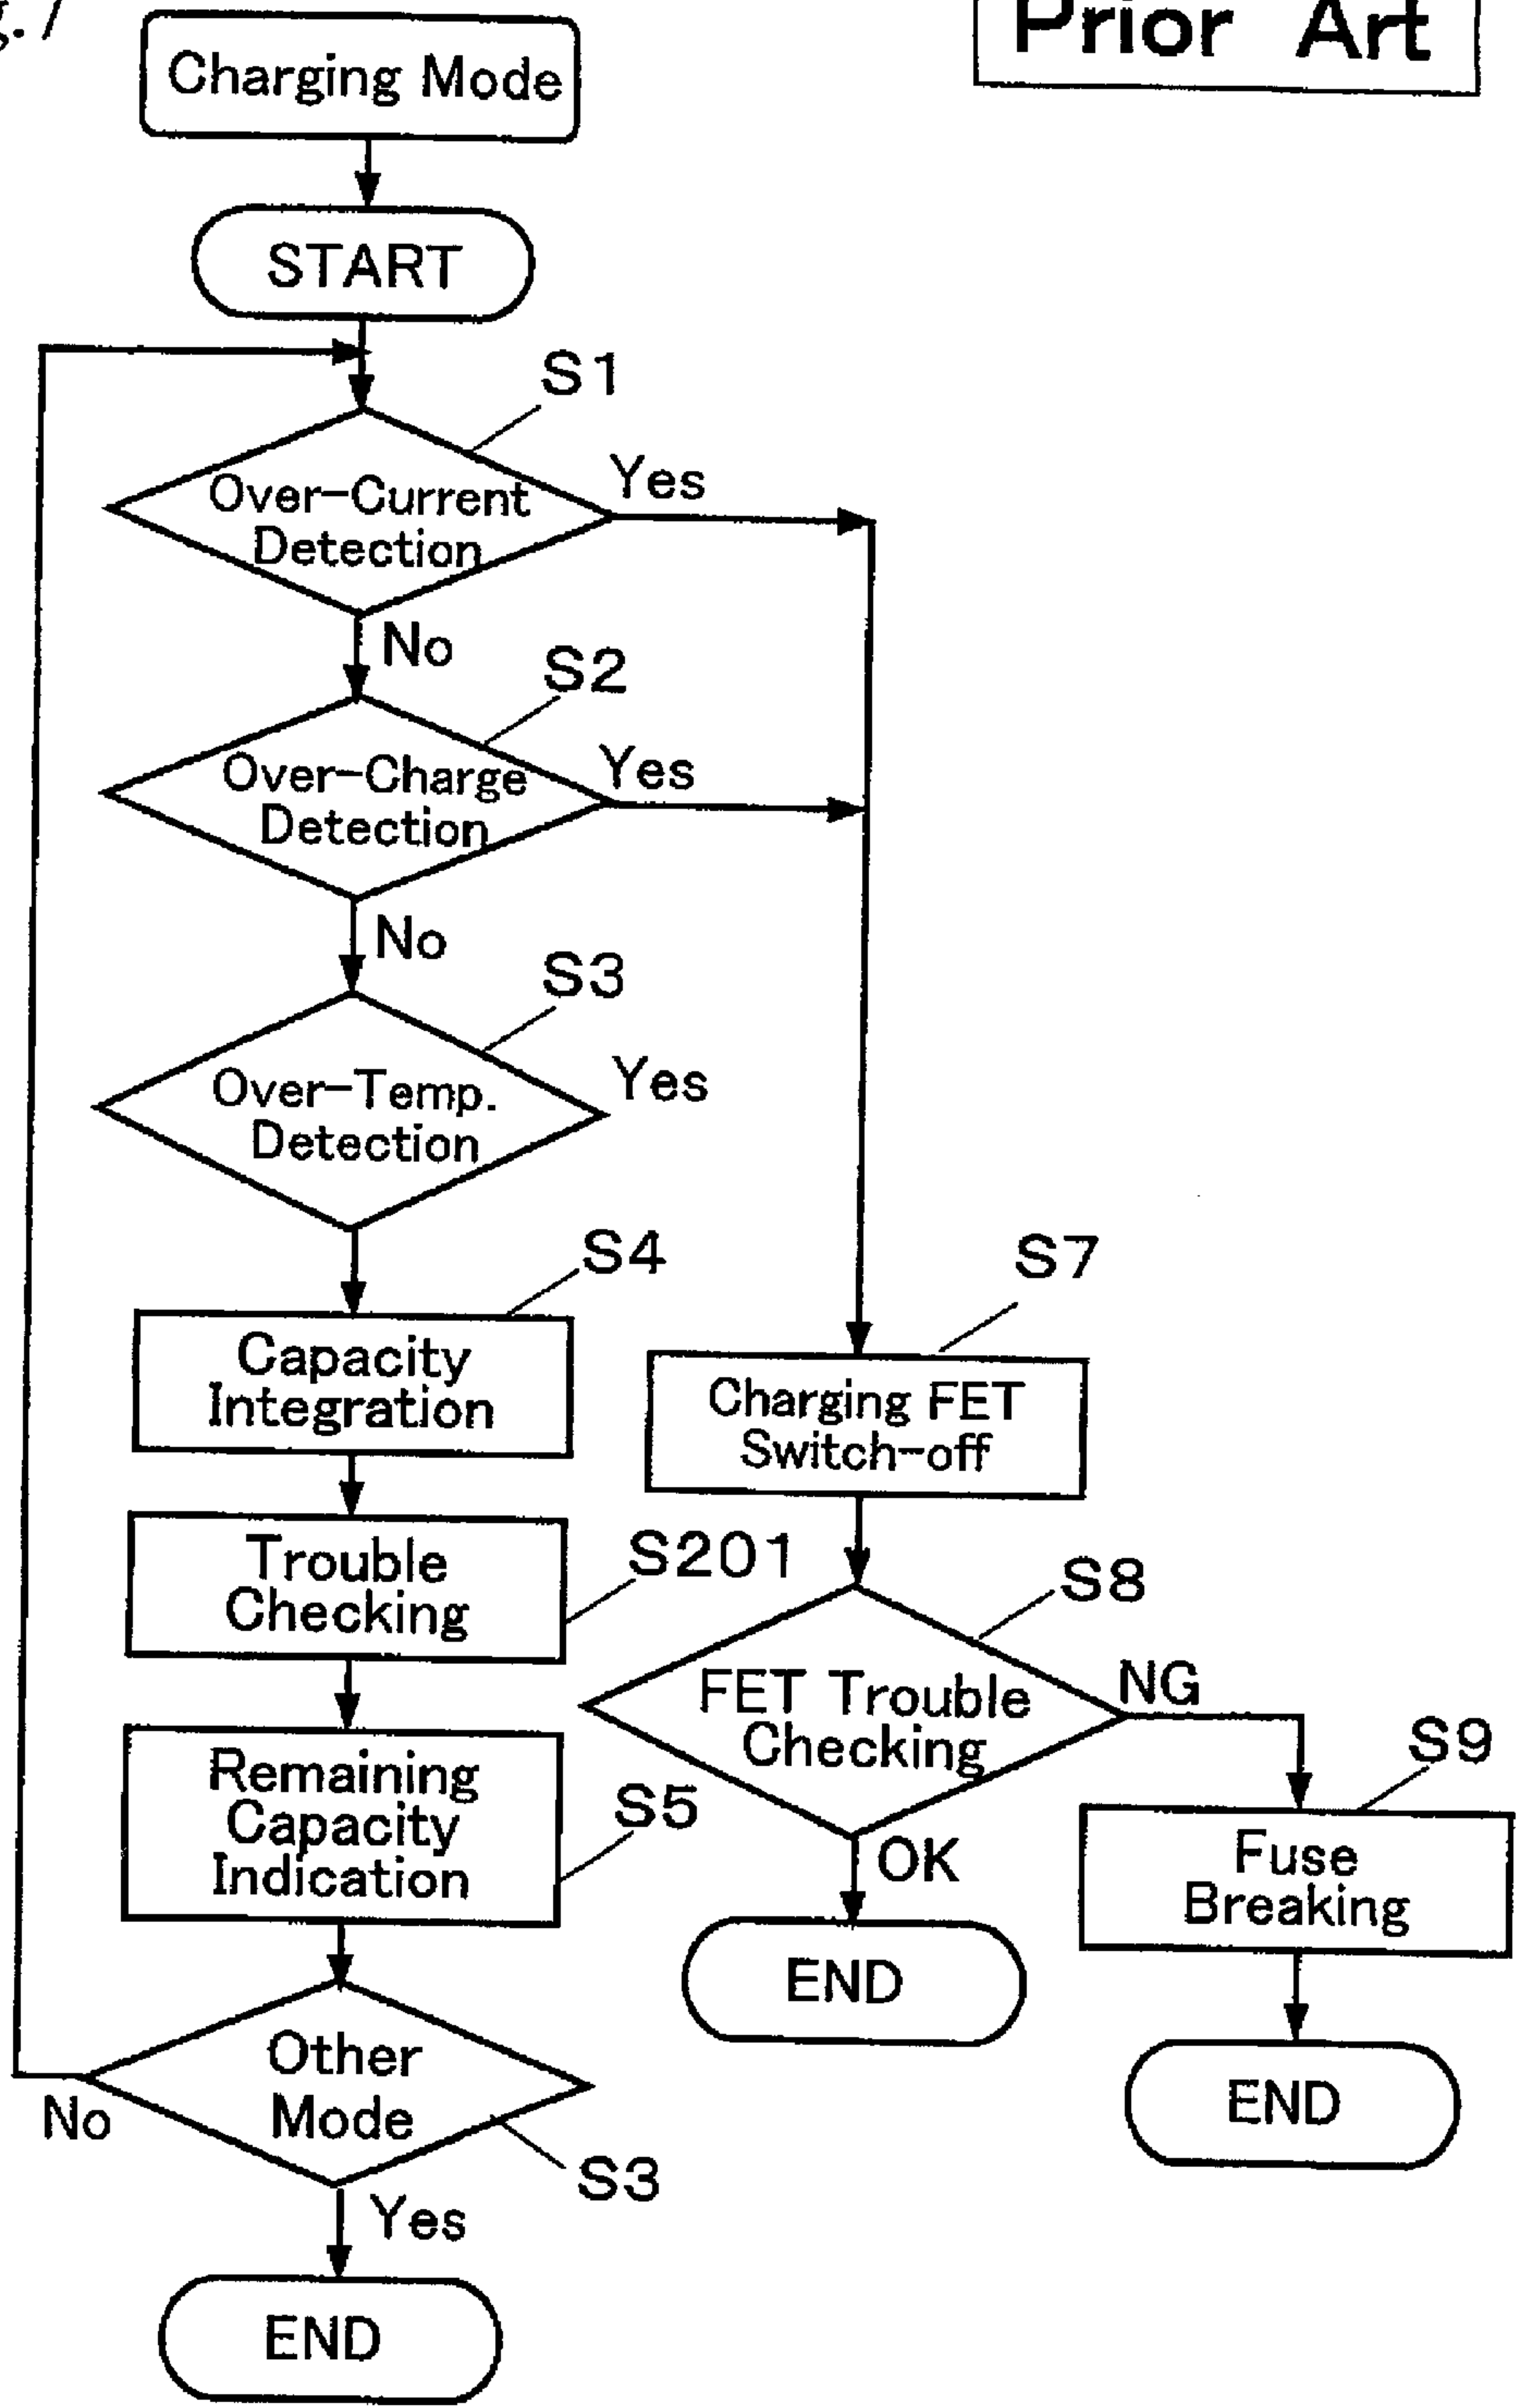 Prior Art
Charging Mode
START
S1
Over-Current
Detection
Yes
No
S2
Over-Charge
Detection
Yes
No
S3
Over-Temp.
Detection
Yes
S4
Capacity
Integration
S7
Charging FET
Switch-off
Trouble
Checking
S201
S8
FET Trouble
Checking
NG
OK
S9
Fuse
Breaking
END
END
Remaining
Capacity
Indication
S5
Other
Mode
No
S3
Yes
END